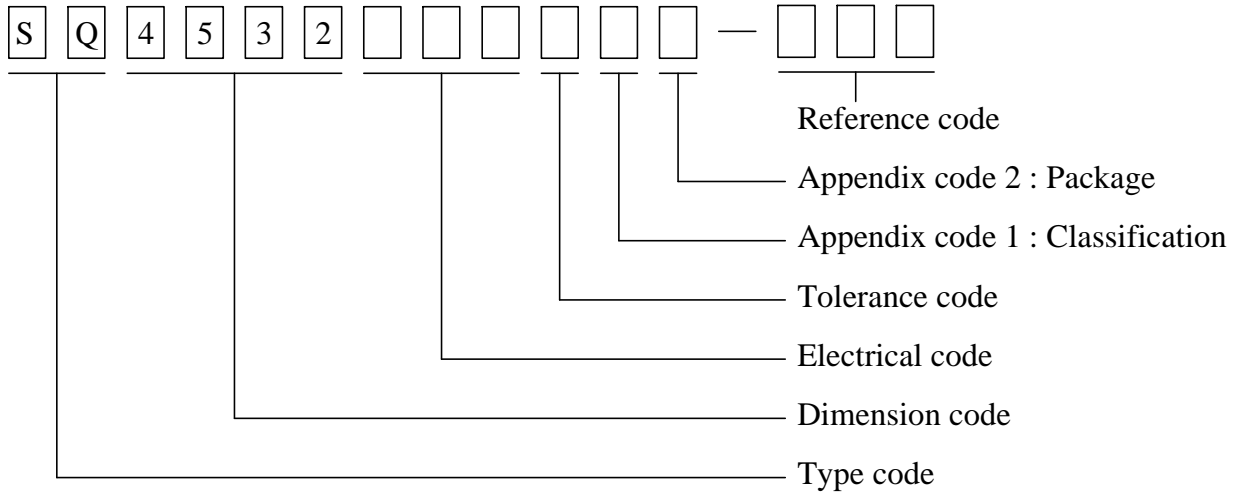 S Q 4 5 3 2 —
Reference code
Appendix code 2 : Package
Appendix code 1 : Classification
Tolerance code
Electrical code
Dimension code
Type code